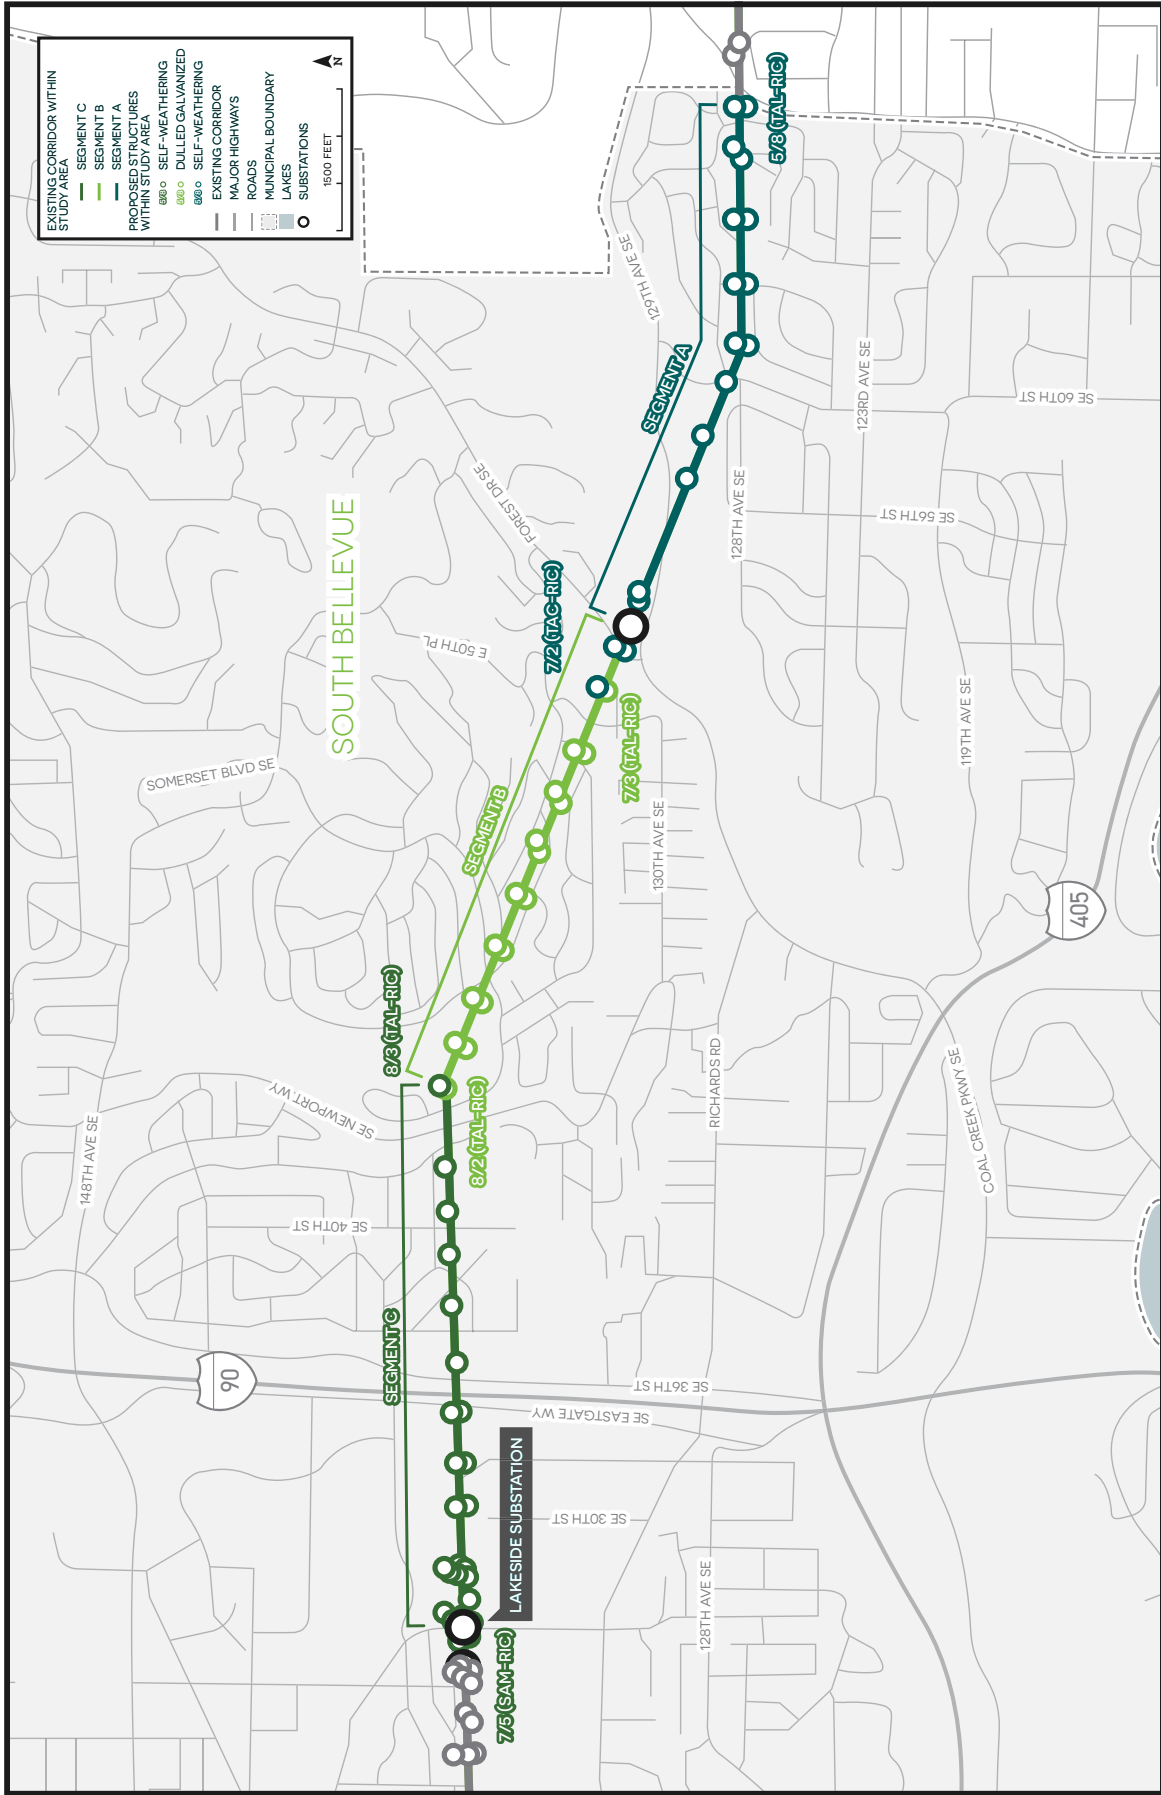 EXISTING CORRIDOR WITHIN
STUDY AREA
SEGMENT C
SEGMENT B
SEGMENT A
PROPOSED STRUCTURES
WITHIN STUDY AREA
SELF-WEATHERING
DULLED GALVANIZED
SELF-WEATHERING
EXISTING CORRIDOR
MAJOR HIGHWAYS
ROADS
MUNICIPAL BOUNDARY
LAKES
SUBSTATIONS
N
1500 FEET
5/8 (TAL-RIC)
129TH AVE SE
SEGMENT A
123RD AVE SE
SE 60TH ST
FOREST DR SE
128TH AVE SE
SE 56TH ST
SOUTH BELLEVUE
7/2 (TAC-RIC)
E 50TH PL
7/3 (TAL-RIC)
119TH AVE SE
SOMERSET BLVD SE
SEGMENT B
130TH AVE SE
405
8/3 (TAL-RIC)
SE NEWPORT WY
8/2 (TAL-RIC)
RICHARDS RD
COAL CREEK PKWY SE
148TH AVE SE
SE 40TH ST
SEGMENT C
90
SE 36TH ST
SE EASTGATE WY
LAKESIDE SUBSTATION
SE 30TH ST
128TH AVE SE
7/5 (SAM-RIC)